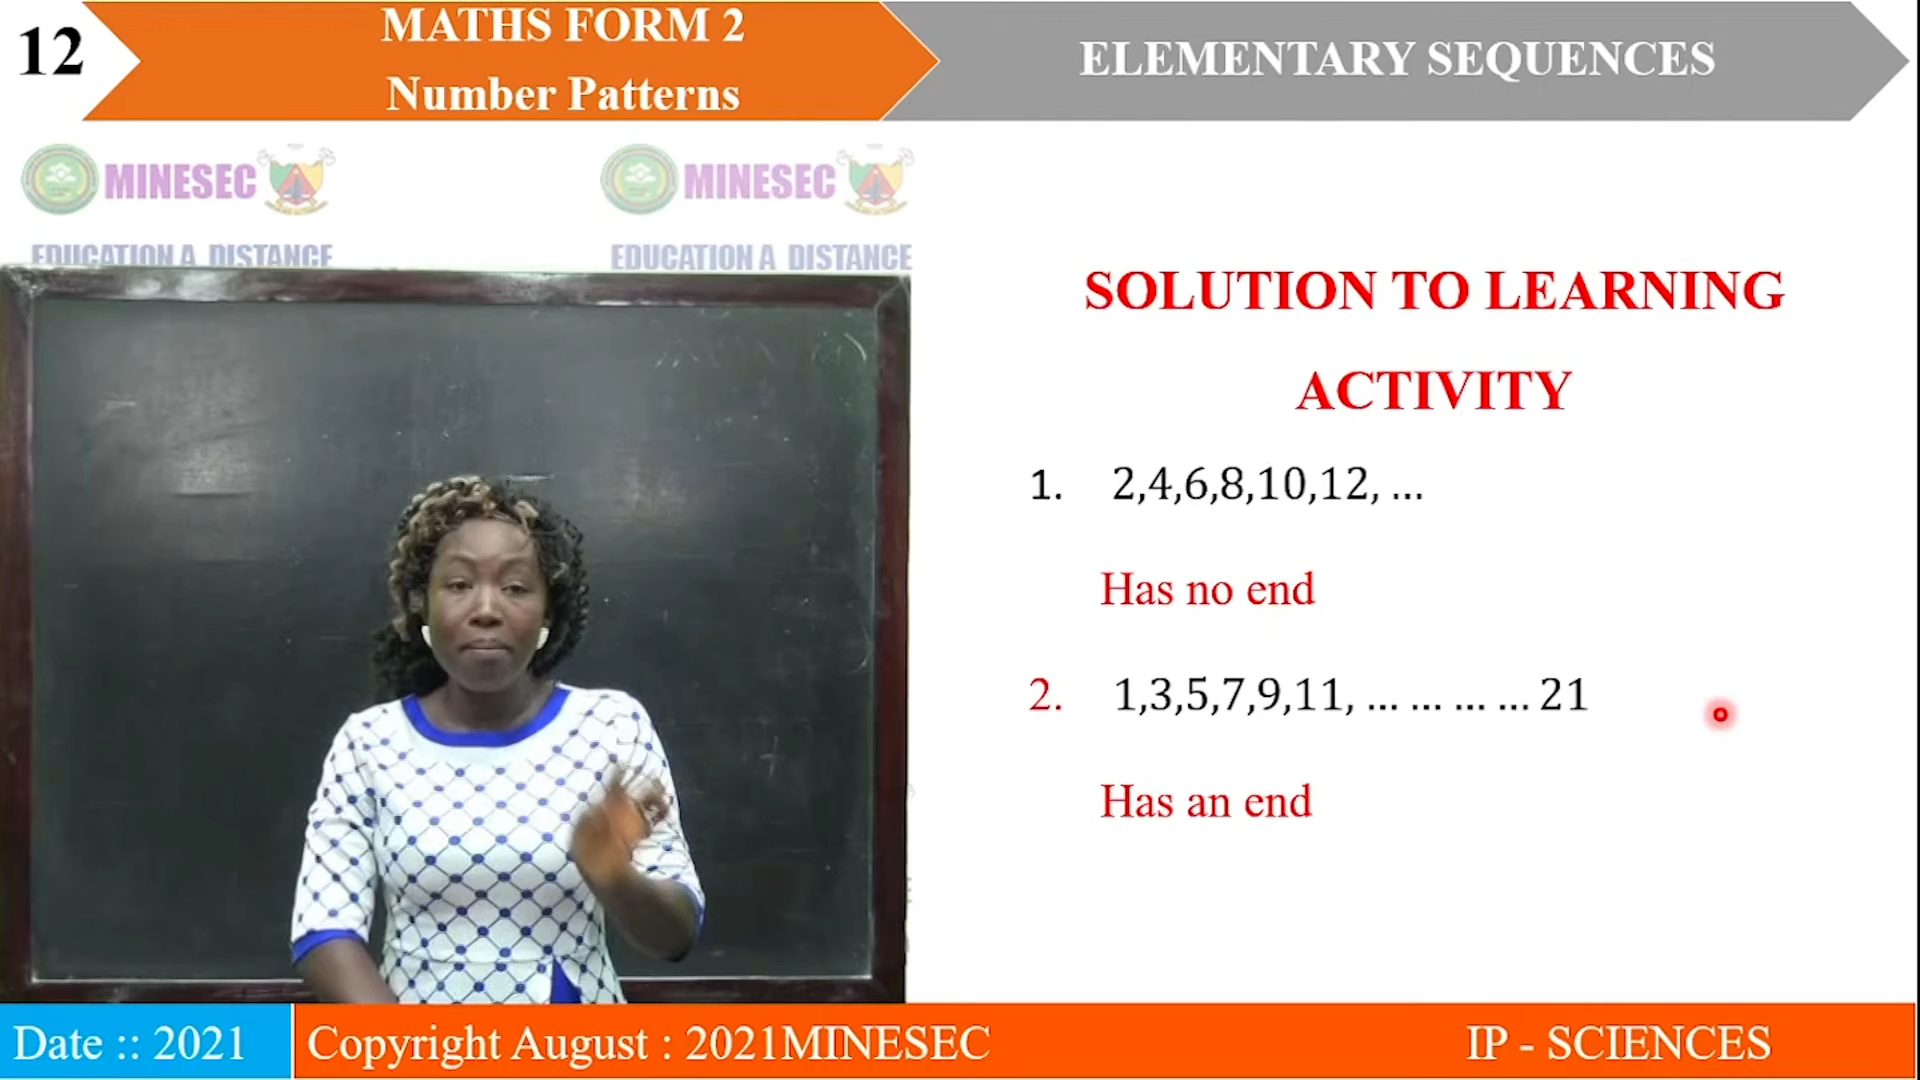 12
MATHS FORM 2
Number Patterns
ELEMENTARY SEQUENCES
MINESEC
MINESEC
EDUCATION A DISTANCE
EDUCATION A DISTANCE
SOLUTION TO LEARNING
ACTIVITY
1. 2,4,6,8,10,12, ...
Has no end
2. 1,3,5,7,9,11, ... ... ... ... 21
Has an end
Date :: 2021
Copyright August : 2021MINESEC
IP - SCIENCES